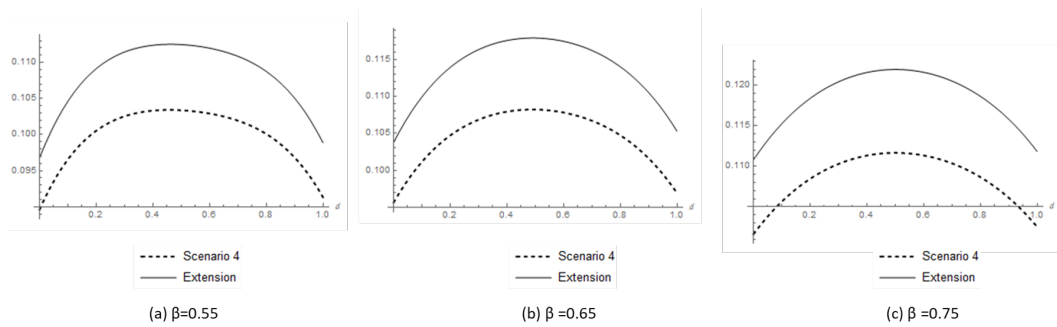 0.110
0.105
0.100
0.095
0.2 0.4 0.6 0.8 1.0 d
Scenario 4
Extension
(a) β=0.55
0.115
0.110
0.105
0.100
0.2 0.4 0.6 0.8 1.0 d
Scenario 4
Extension
(b) β =0.65
0.120
0.115
0.110
0.2 0.4 0.6 0.8 1.0 d
Scenario 4
Extension
(c) β =0.75